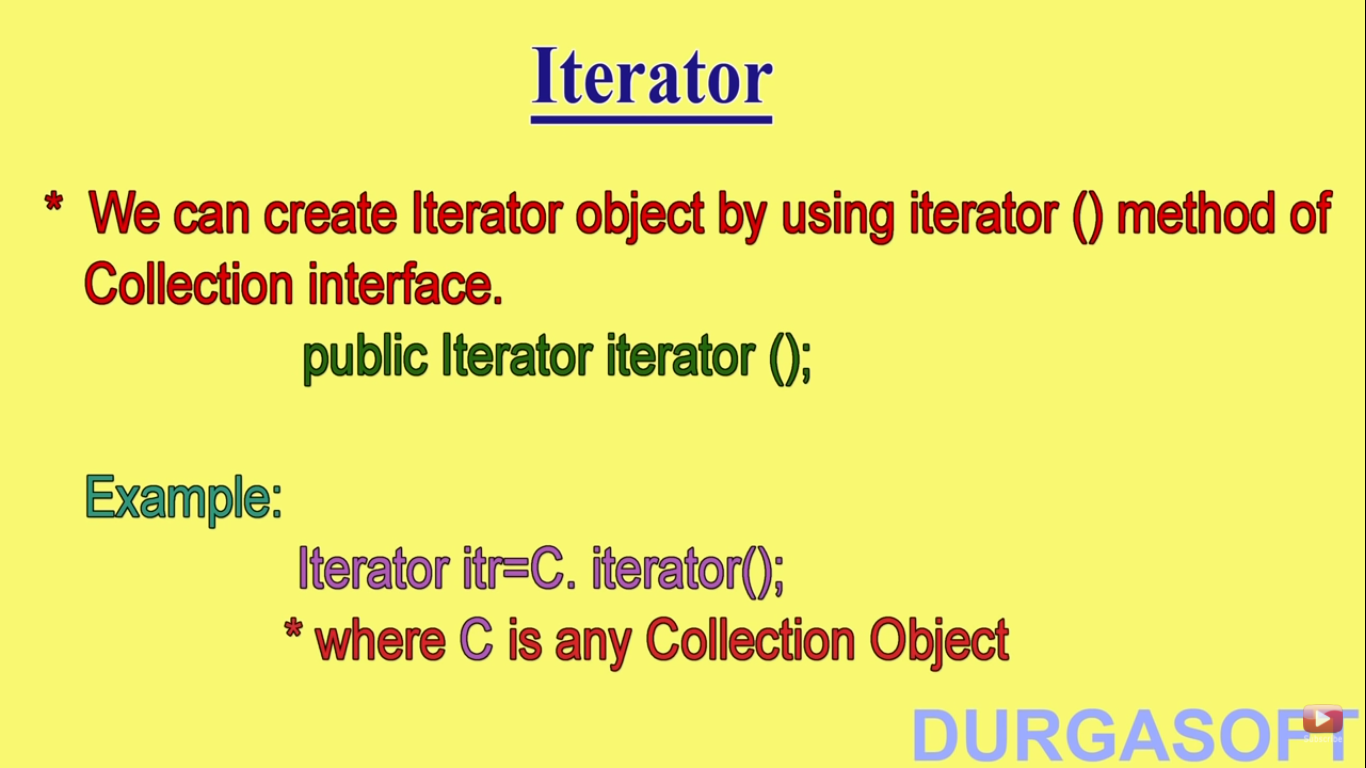 Iterator
* We can create Iterator object by using iterator () method of
Collection interface.
public Iterator iterator ();
Example:
Iterator itr=C. iterator();
* where C is any Collection Object
DURGASOFT
Subscribe